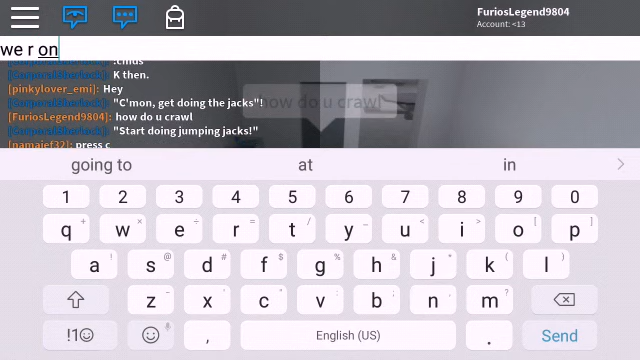 FuriosLegend9804
Account: <13
we r on
K then.
[pinkylover_emi]: Hey
"C'mon, get doing the jacks"!
[FuriosLegend9804]: how do u crawl
"Start doing jumping jacks!"
press c
how do u crawl
going to at in
1 2 3 4 5 6 7 8 9 0
q w e r t y u i o p
+ × ÷ = / _ < > [ ]
a s d f g h j k l
! @ # $ % & * ( )
z x c v b n m
- ' " : ; , ?
!1☺ , English (US) . Send